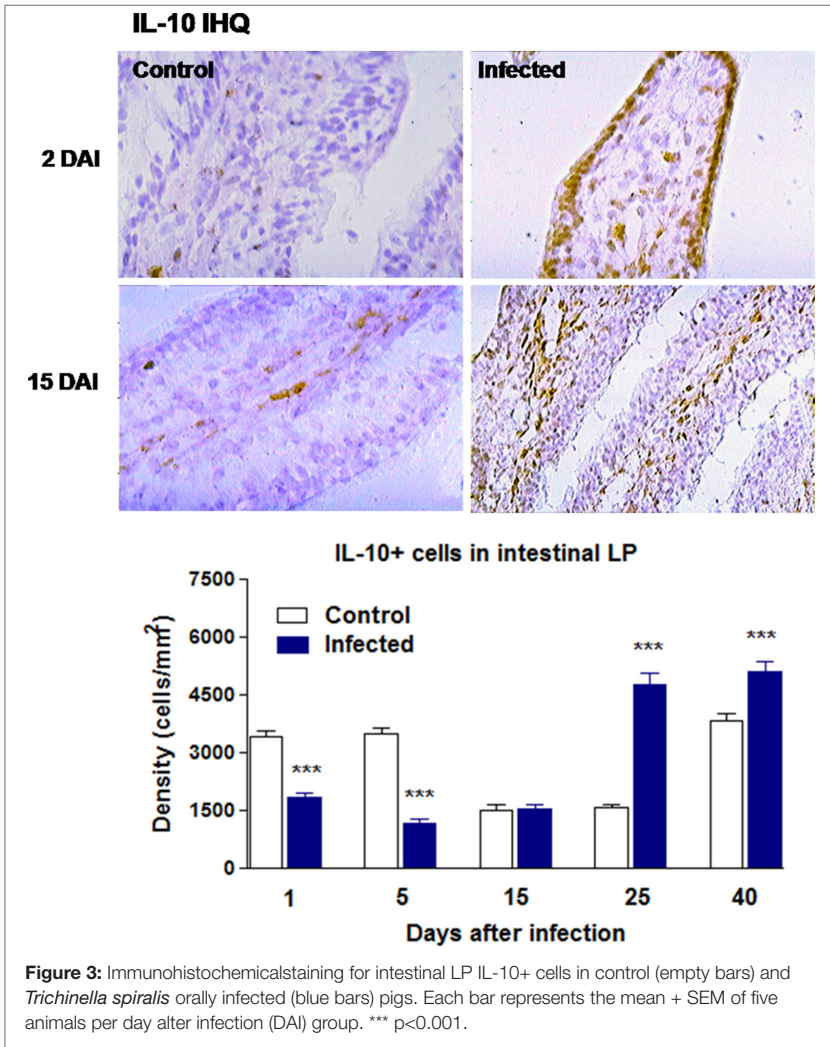 IL-10 IHQ
Control
Infected
2 DAI
15 DAI
IL-10+ cells in intestinal LP
7500
6000
4500
3000
1500
0
Density (cells/mm²)
Control
Infected
***
***
***
***
1 5 15 25 40
Days after infection
Figure 3: Immunohistochemicalstaining for intestinal LP IL-10+ cells in control (empty bars) and
Trichinella spiralis orally infected (blue bars) pigs. Each bar represents the mean + SEM of five
animals per day alter infection (DAI) group. *** p<0.001.